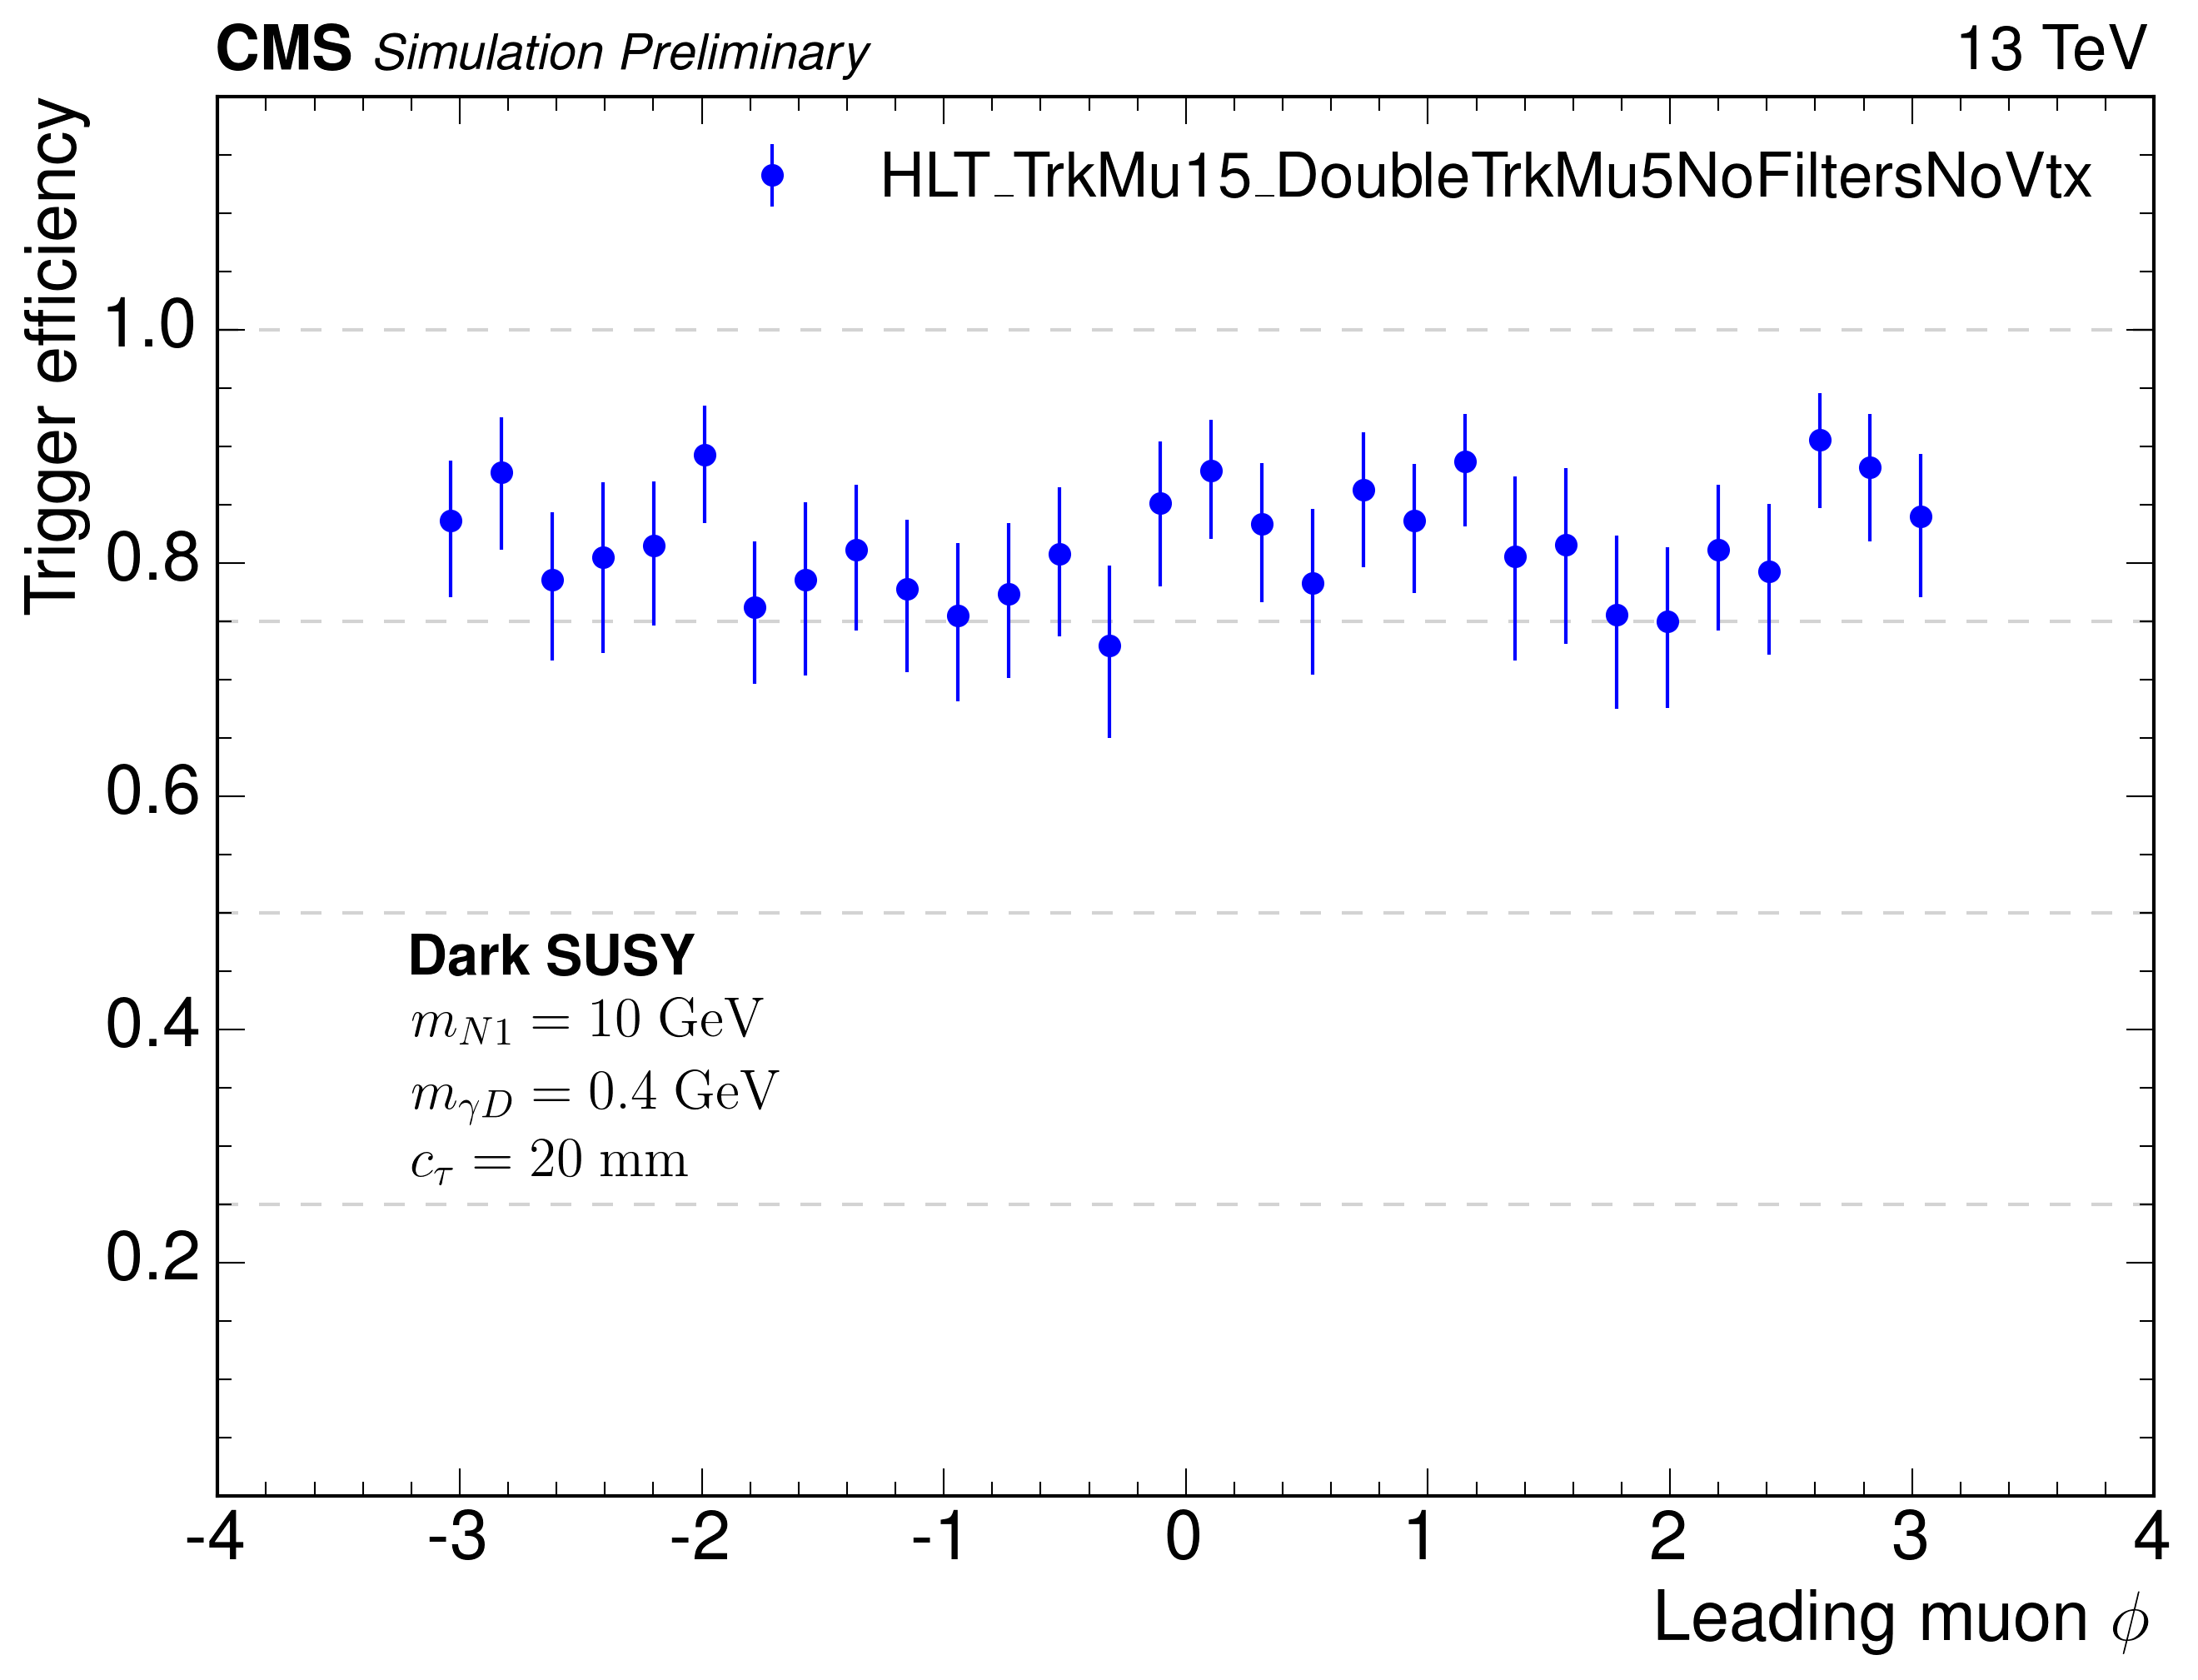 CMS Simulation Preliminary 13 TeV
Trigger efficiency
HLT_TrkMu15_DoubleTrkMu5NoFiltersNoVtx
1.0
0.8
0.6
0.4
0.2
Dark SUSY
m_{N1} = 10 GeV
m_{γD} = 0.4 GeV
c_τ = 20 mm
-4 -3 -2 -1 0 1 2 3 4
Leading muon ϕ